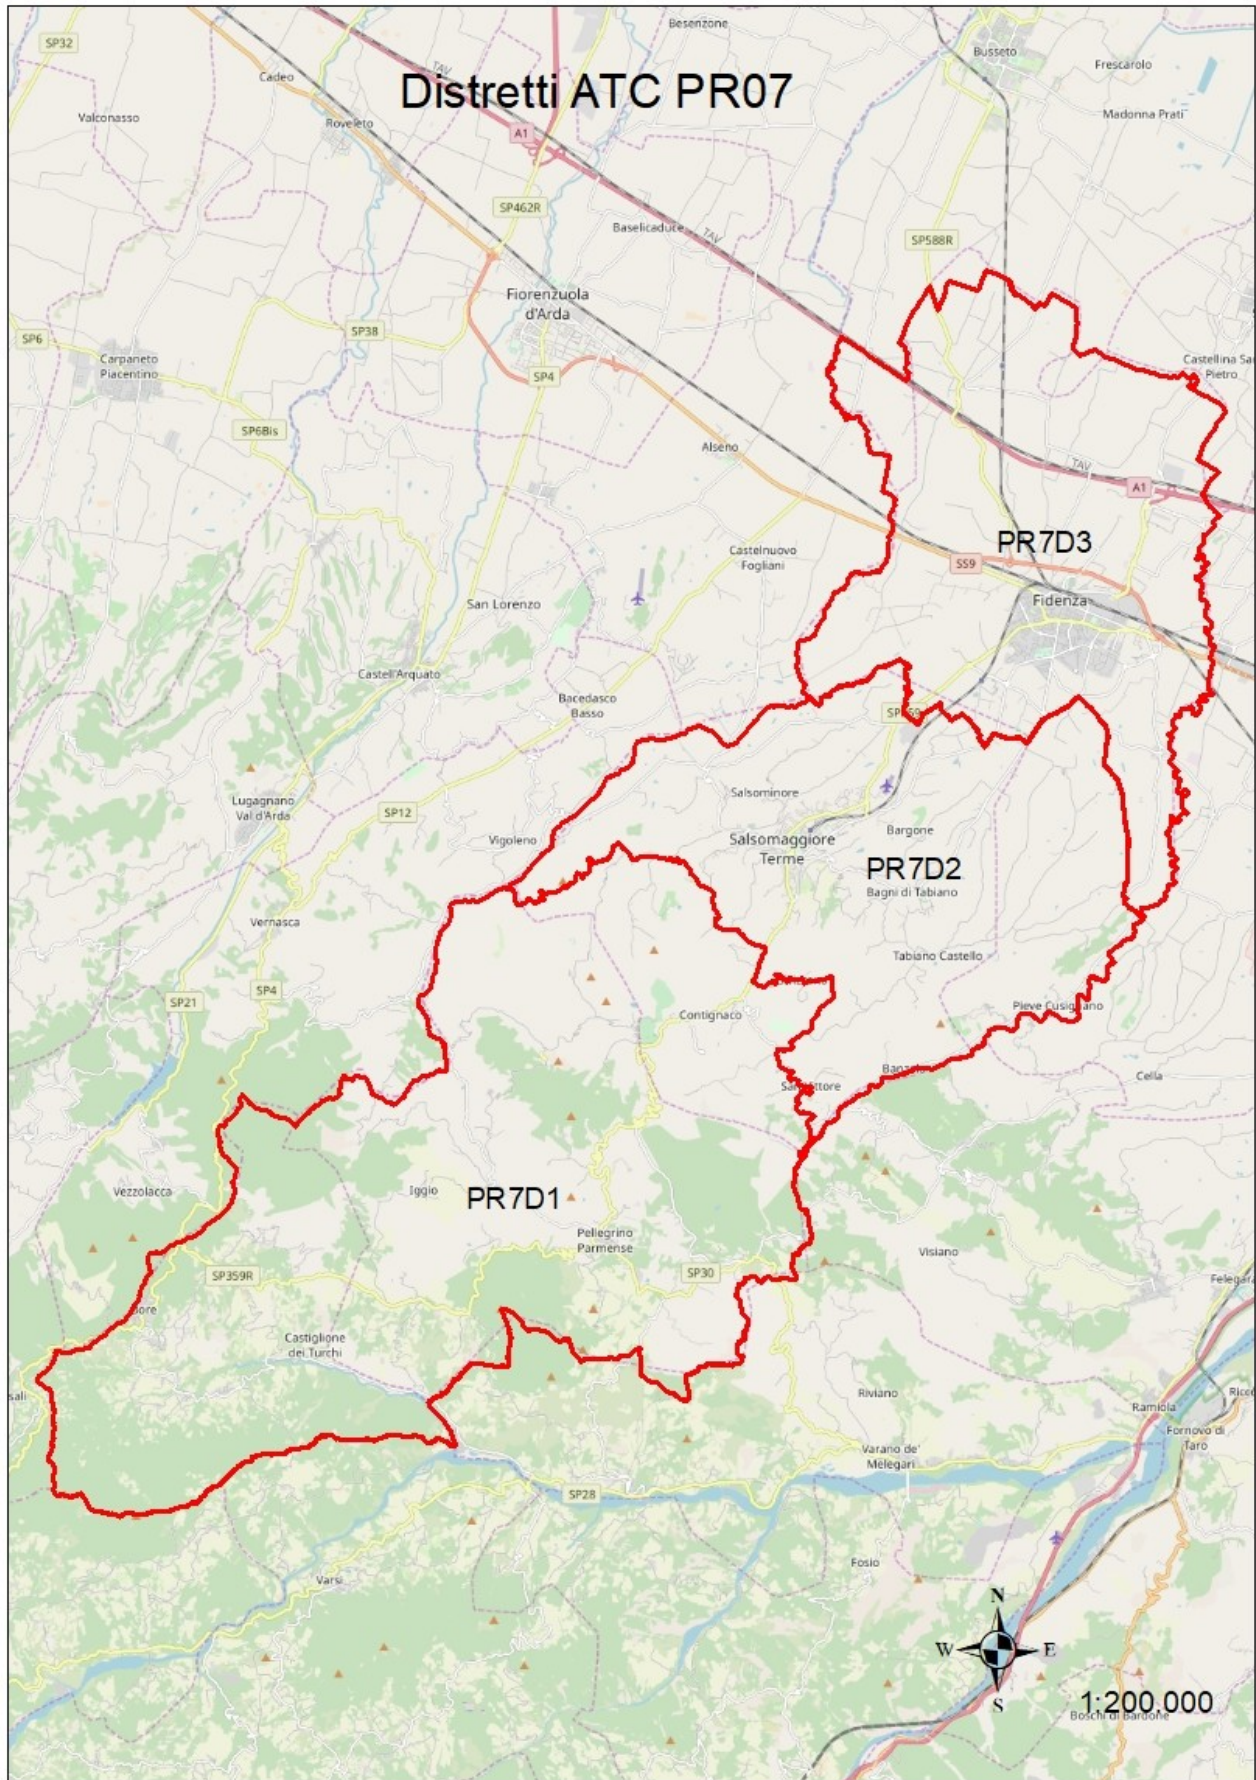 Besenzone
SP32
Busseto
Cadeo
TAV
Frescarolo
Distretti ATC PR07
Valconasso
Roveleto
A1
Madonna Prati
SP462R
Baselicaduce
TAV
SP588R
Fiorenzuola
d'Arda
SP6
SP38
Carpaneto
Piacentino
Castellina San
Pietro
SP4
SP6Bis
Alseno
TAV
A1
PR7D3
Castelnuovo
Fogliani
SS9
San Lorenzo
Fidenza
Castell'Arquato
Bacedasco
Basso
Salsominore
Lugagnano
Val d'Arda
SP12
Vigoleno
Bargone
Salsomaggiore
Terme
PR7D2
Bagni di Tabiano
Vernasca
Tabiano Castello
SP4
SP21
Pieve Cusignano
Contignaco
Cella
Vezzolacca
Iggio
PR7D1
Pellegrino
Parmense
Visiano
SP359R
SP30
Felegara
Castiglione
dei Turchi
Riviano
Ramiola
Fornovo di
Taro
Varano de'
Melegari
SP28
Fosio
Varsi
N
W
E
S
1:200.000
Boschi di Bardone